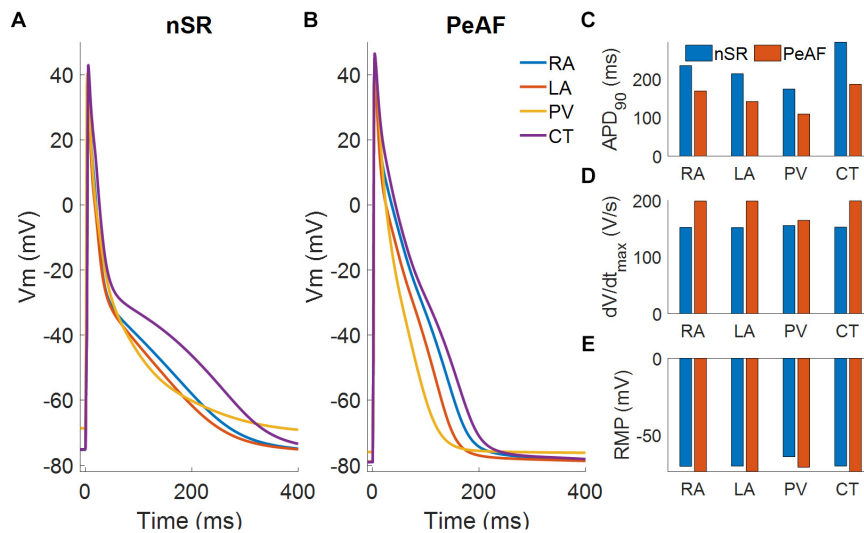 A
nSR
40
20
0
-20
-40
-60
-80
Vm (mV)
0
200
400
Time (ms)
B
PeAF
RA
LA
PV
CT
40
20
0
-20
-40
-60
-80
Vm (mV)
0
200
400
Time (ms)
C
nSR PeAF
200
100
0
APD90 (ms)
RA LA PV CT
D
200
100
0
dV/dtmax (V/s)
RA LA PV CT
E
0
-50
RMP (mV)
RA LA PV CT